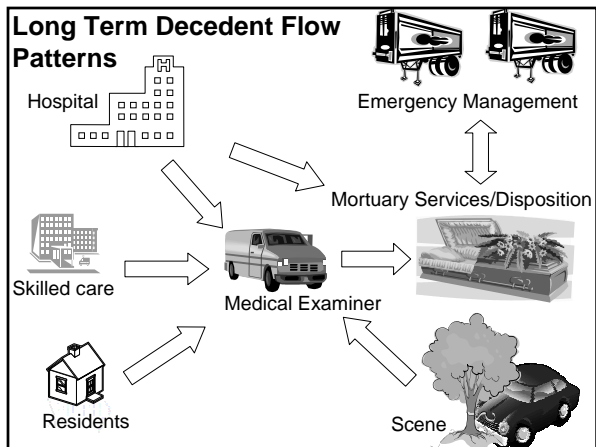 Long Term Decedent Flow
Patterns
H
Hospital
Emergency Management
Mortuary Services/Disposition
Skilled care
Medical Examiner
Residents
Scene